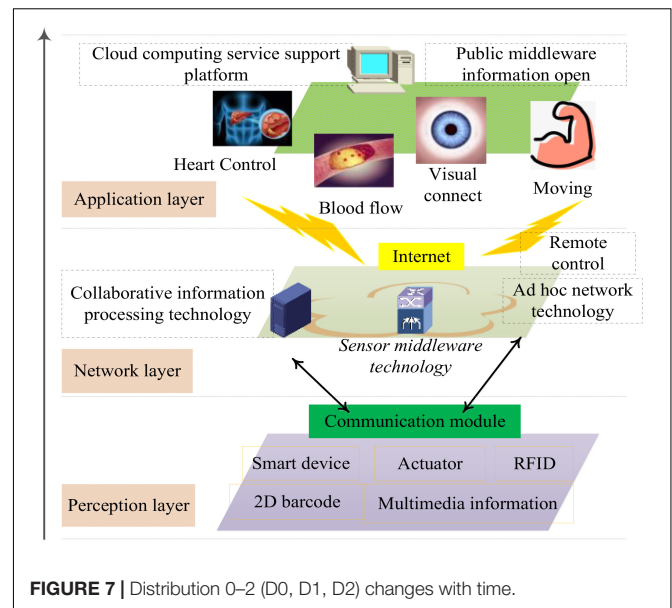 Cloud computing service support
platform
Public middleware
information open
Heart Control
Blood flow
Visual
connect
Moving
Application layer
Internet
Remote
control
Collaborative information
processing technology
Ad hoc network
technology
Sensor middleware
technology
Network layer
Communication module
Smart device
Actuator
RFID
2D barcode
Multimedia information
Perception layer
FIGURE 7 | Distribution 0–2 (D0, D1, D2) changes with time.